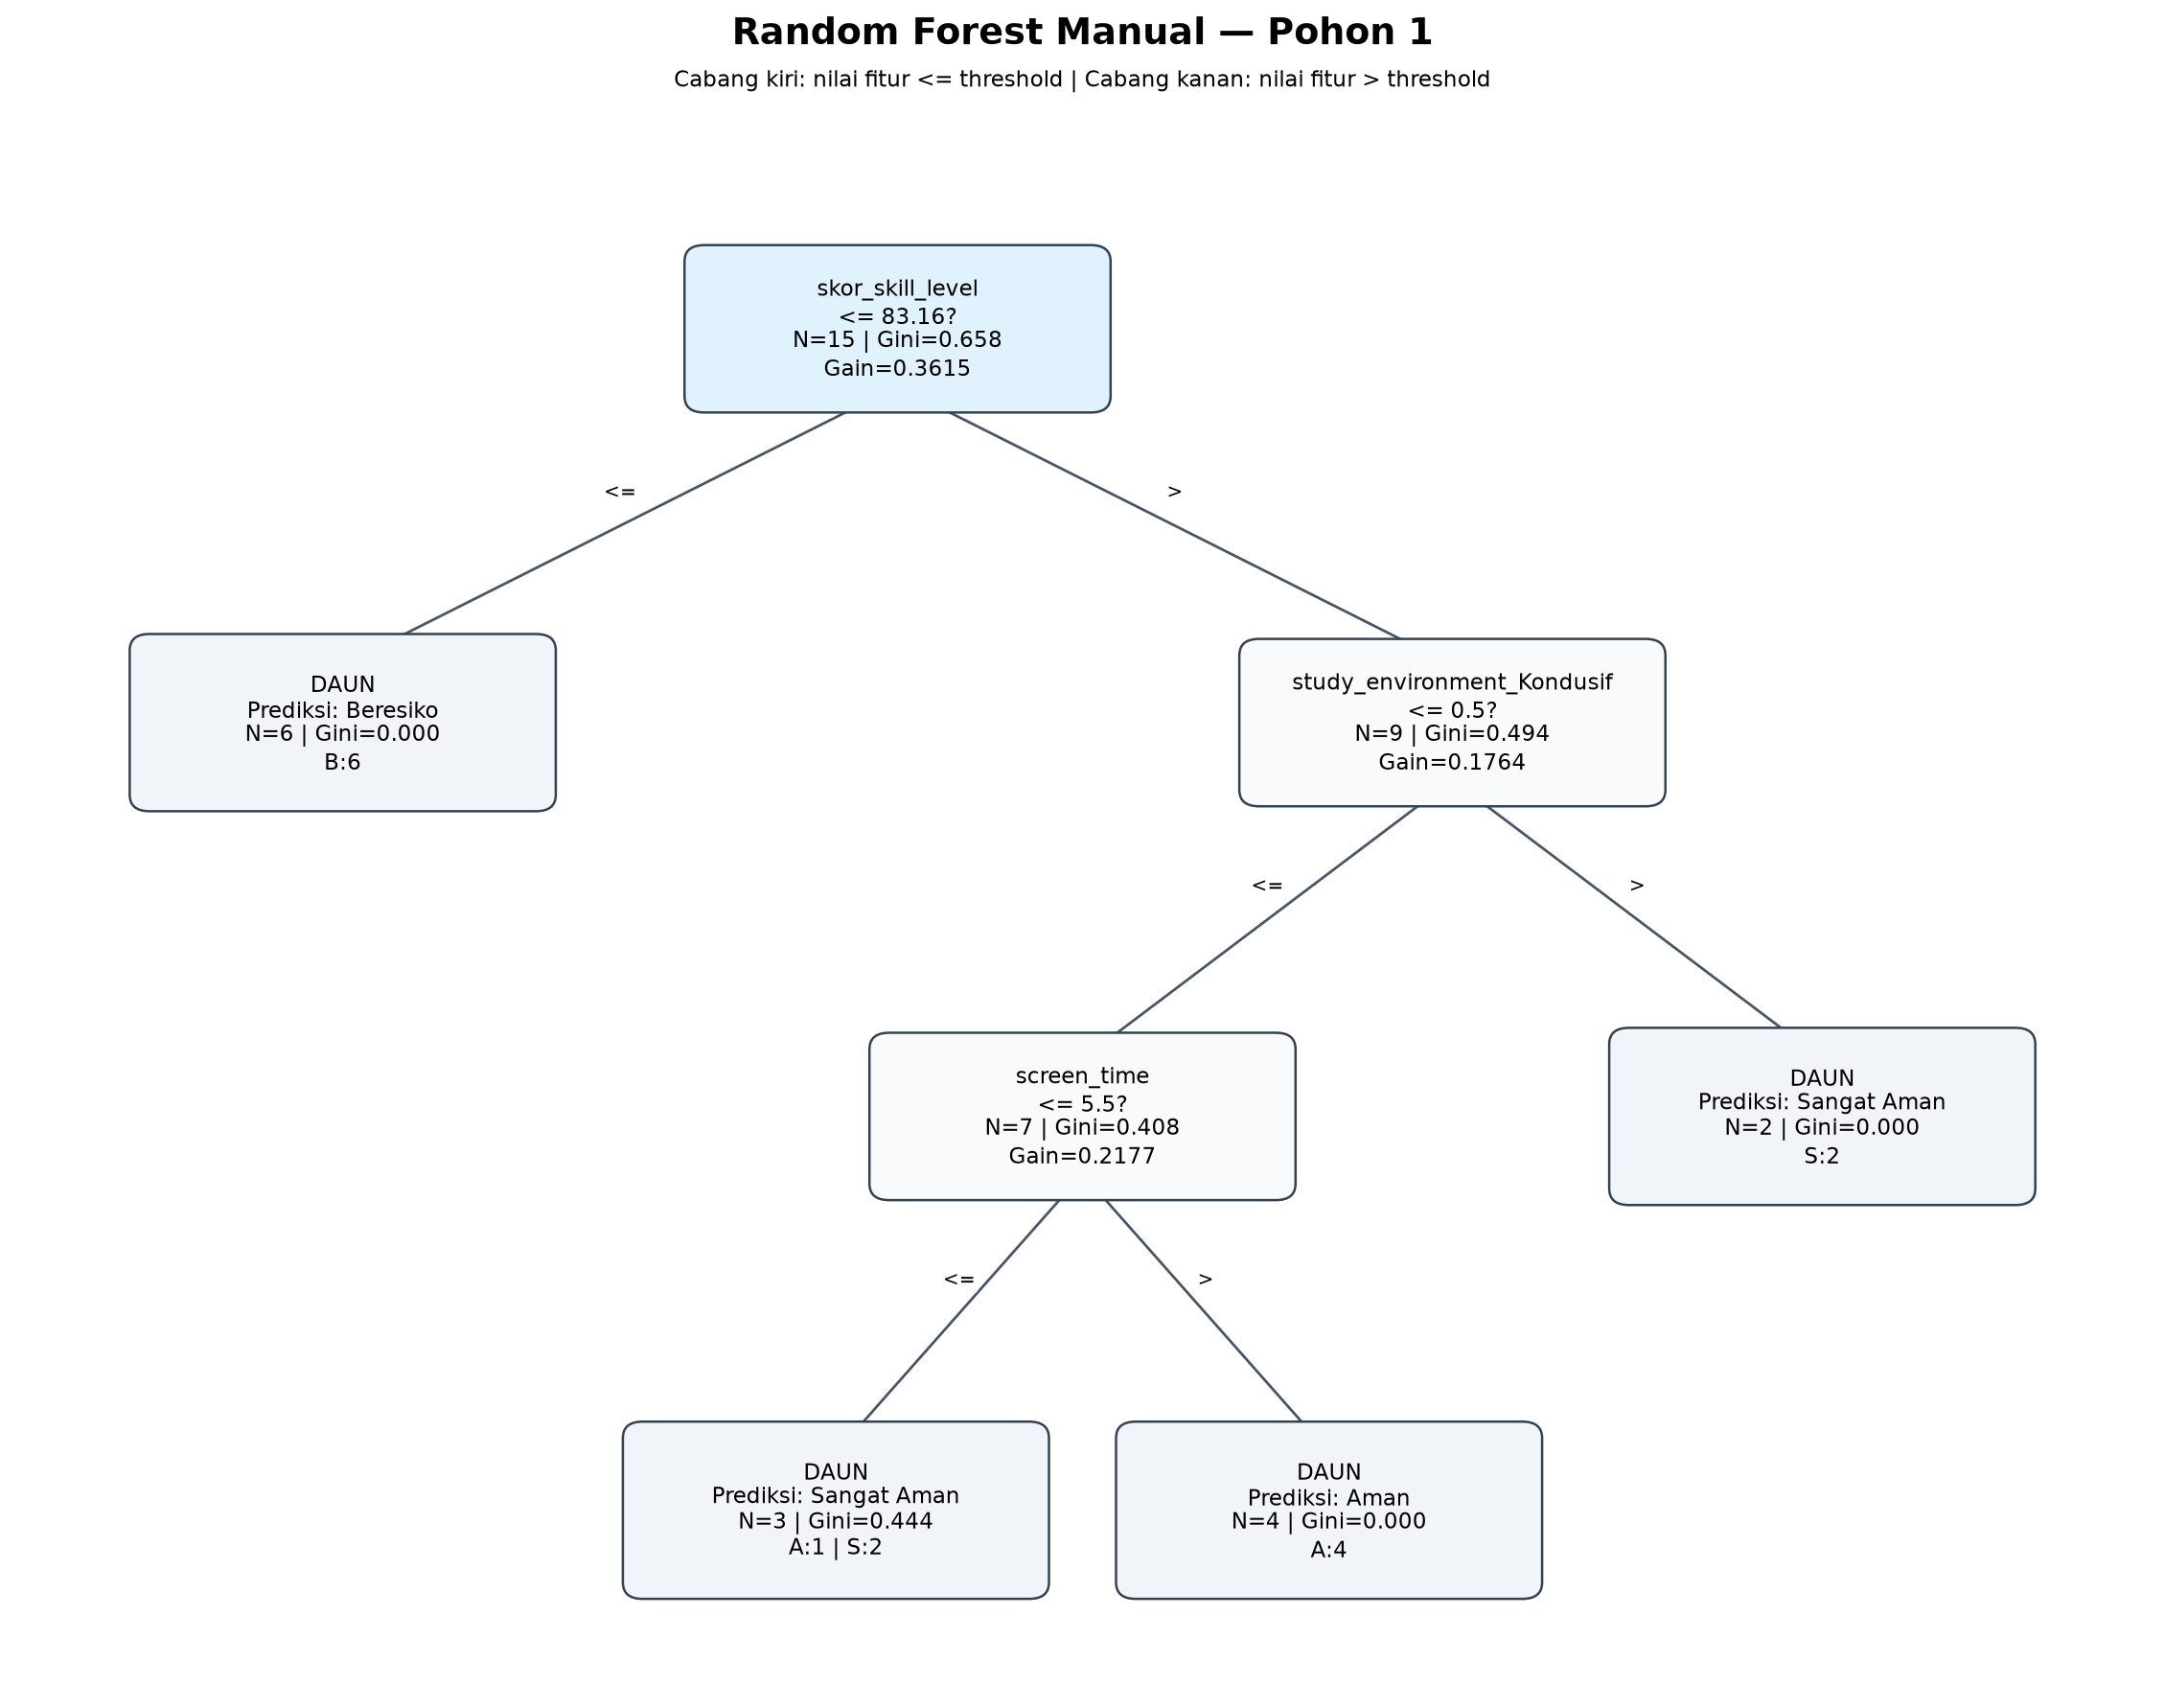 Random Forest Manual — Pohon 1
Cabang kiri: nilai fitur <= threshold | Cabang kanan: nilai fitur > threshold
skor_skill_level
<= 83.16?
N=15 | Gini=0.658
Gain=0.3615
<=
>
DAUN
Prediksi: Beresiko
N=6 | Gini=0.000
B:6
study_environment_Kondusif
<= 0.5?
N=9 | Gini=0.494
Gain=0.1764
<=
>
screen_time
<= 5.5?
N=7 | Gini=0.408
Gain=0.2177
DAUN
Prediksi: Sangat Aman
N=2 | Gini=0.000
S:2
<=
>
DAUN
Prediksi: Sangat Aman
N=3 | Gini=0.444
A:1 | S:2
DAUN
Prediksi: Aman
N=4 | Gini=0.000
A:4